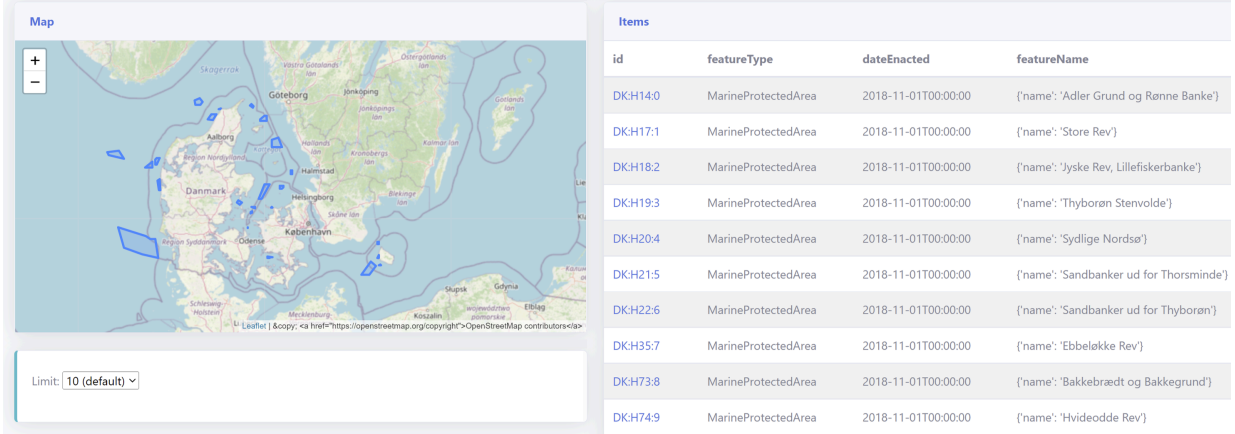 Map
+
−
Skagerrak
Västra Götalands län
Östergötlands län
Göteborg
Jönköping
Jönköpings län
Gotlands län
Aalborg
Region Nordjylland
Hallands län
Kronobergs län
Kalmar län
Halmstad
Danmark
Helsingborg
Blekinge län
Skåne län
København
Region Syddanmark
Odense
Słupsk
Gdynia
Schleswig-Holstein
Mecklenburg
Koszalin
województwo pomorskie
Elbląg
Leaflet | &copy; <a href="https://openstreetmap.org/copyright">OpenStreetMap contributors</a>
Limit: 10 (default)
Items
id featureType dateEnacted featureName
DK:H14:0 MarineProtectedArea 2018-11-01T00:00:00 {'name': 'Adler Grund og Rønne Banke'}
DK:H17:1 MarineProtectedArea 2018-11-01T00:00:00 {'name': 'Store Rev'}
DK:H18:2 MarineProtectedArea 2018-11-01T00:00:00 {'name': 'Jyske Rev, Lillefiskerbanke'}
DK:H19:3 MarineProtectedArea 2018-11-01T00:00:00 {'name': 'Thyborøn Stenvolde'}
DK:H20:4 MarineProtectedArea 2018-11-01T00:00:00 {'name': 'Sydlige Nordsø'}
DK:H21:5 MarineProtectedArea 2018-11-01T00:00:00 {'name': 'Sandbanker ud for Thorsminde'}
DK:H22:6 MarineProtectedArea 2018-11-01T00:00:00 {'name': 'Sandbanker ud for Thyborøn'}
DK:H35:7 MarineProtectedArea 2018-11-01T00:00:00 {'name': 'Ebbeløkke Rev'}
DK:H73:8 MarineProtectedArea 2018-11-01T00:00:00 {'name': 'Bakkebrædt og Bakkegrund'}
DK:H74:9 MarineProtectedArea 2018-11-01T00:00:00 {'name': 'Hvideodde Rev'}